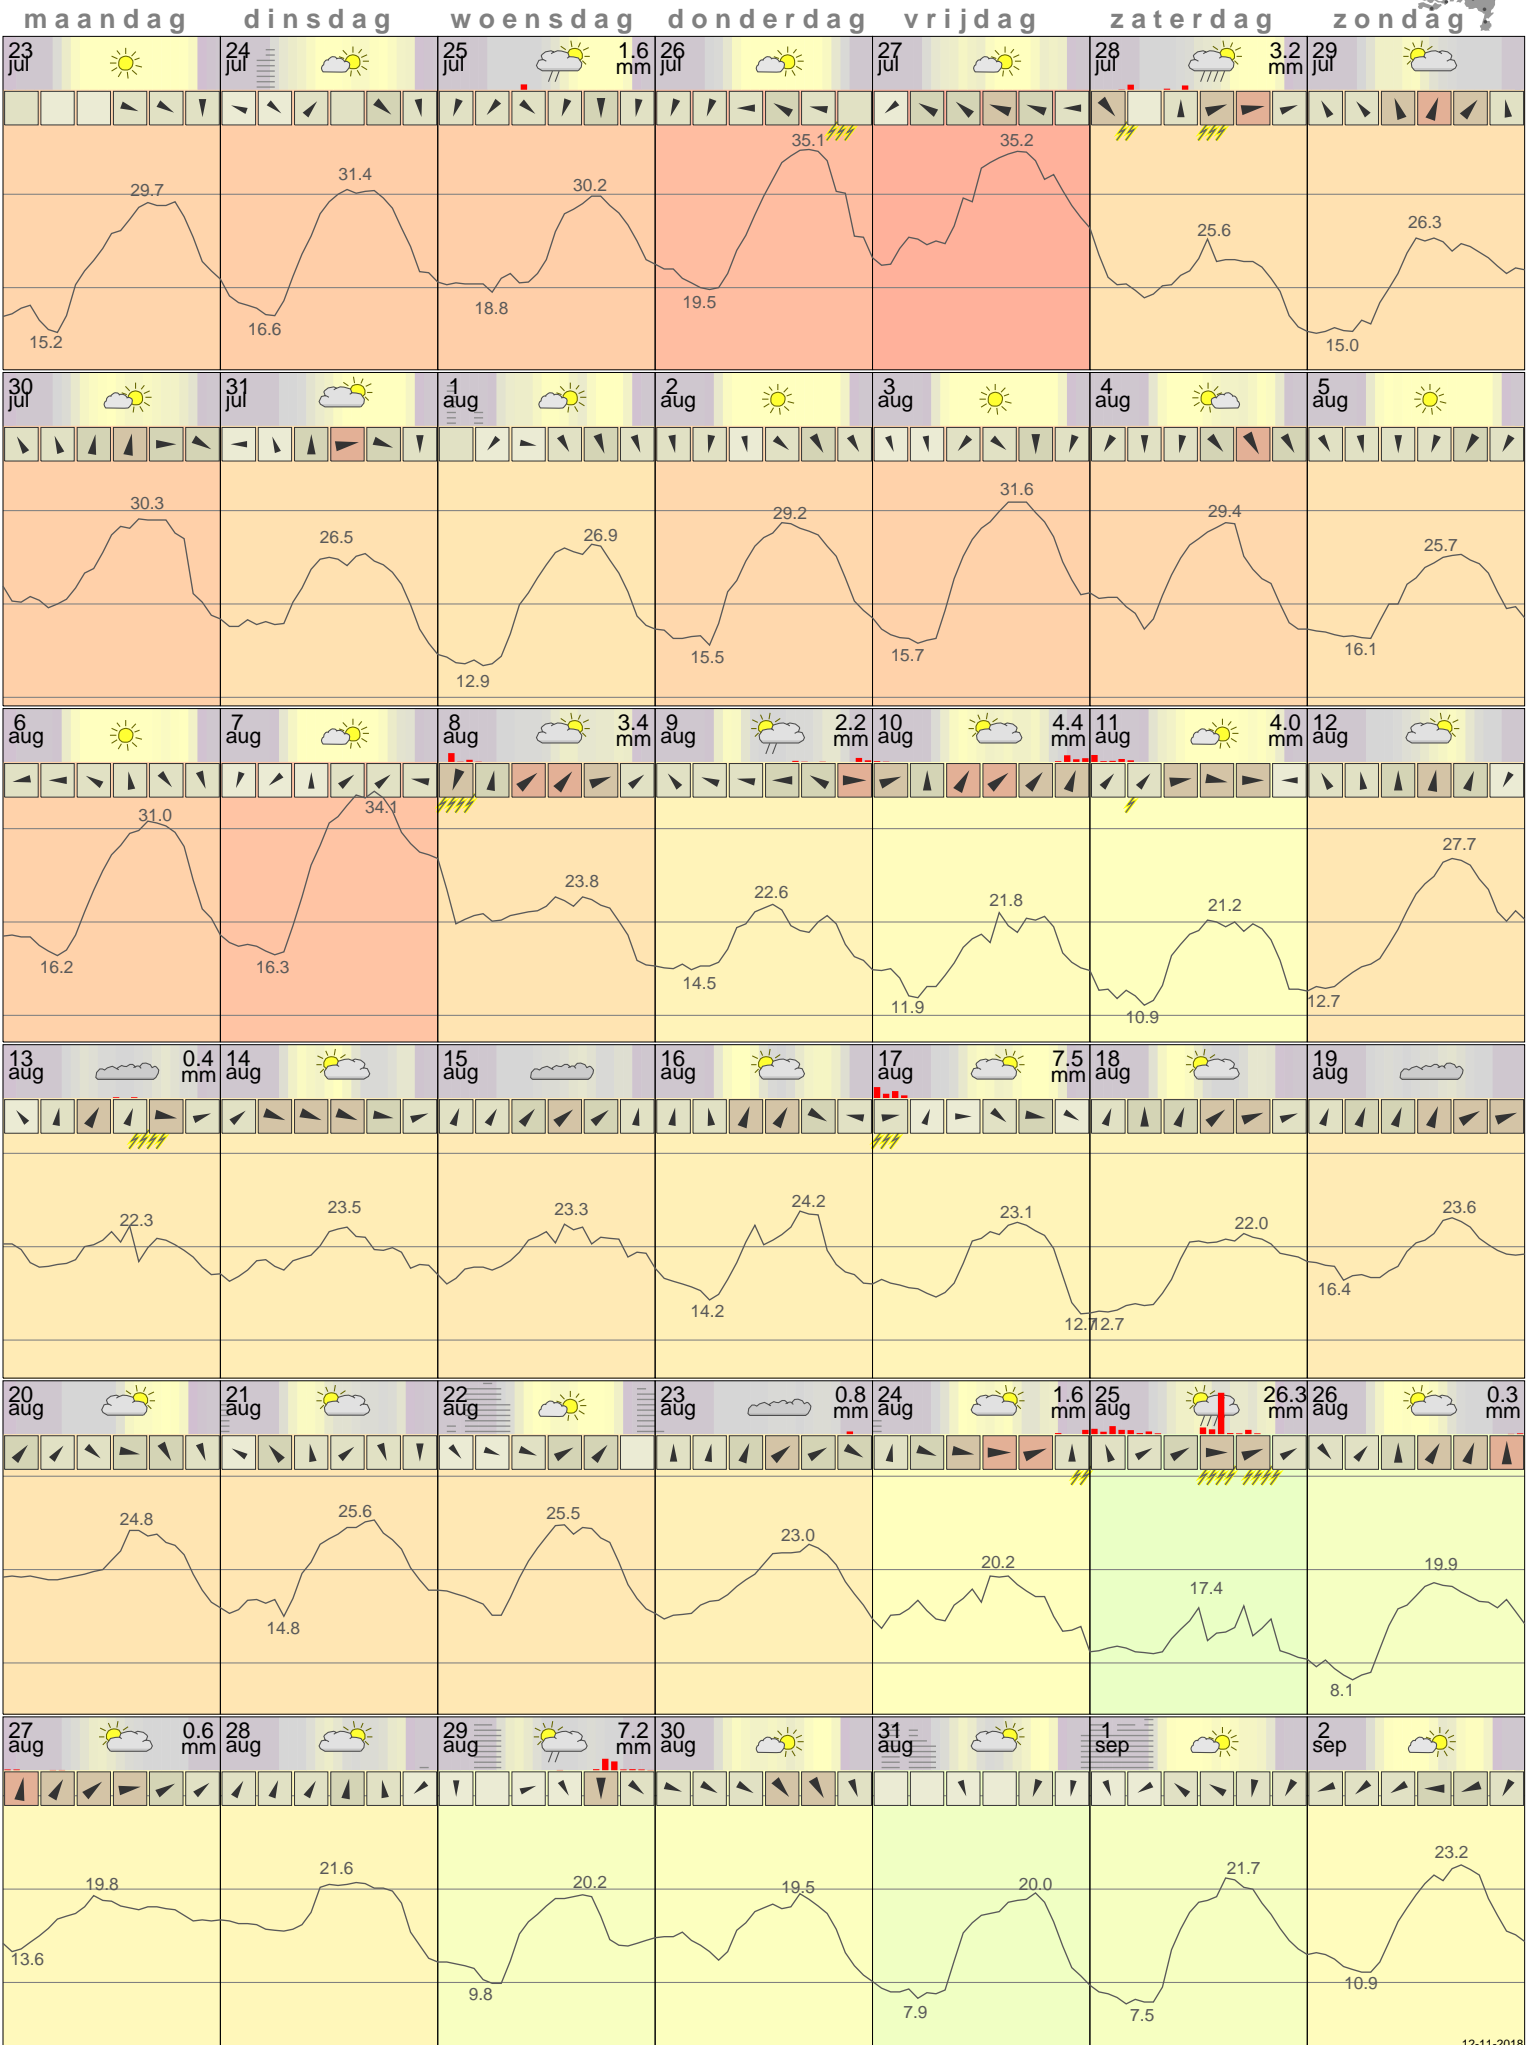 maandag dinsdag woensdag donderdag vrijdag zaterdag zondag
23 jul 24 jul 25 jul 1.6 mm 26 jul 27 jul 28 jul 3.2 mm 29 jul
29.7 31.4 30.2 35.1 35.2 25.6 26.3
15.2 16.6 18.8 19.5 15.0
30 jul 31 jul 1 aug 2 aug 3 aug 4 aug 5 aug
30.3 26.5 26.9 29.2 31.6 29.4 25.7
12.9 15.5 15.7 16.1
6 aug 7 aug 8 aug 3.4 mm 9 aug 2.2 mm 10 aug 4.4 mm 11 aug 4.0 mm 12 aug
31.0 34.1 23.8 22.6 21.8 21.2 27.7
16.2 16.3 14.5 11.9 10.9 12.7
13 aug 0.4 mm 14 aug 15 aug 16 aug 17 aug 7.5 mm 18 aug 19 aug
22.3 23.5 23.3 24.2 23.1 22.0 23.6
14.2 12.7 12.7 16.4
20 aug 21 aug 22 aug 23 aug 0.8 mm 24 aug 1.6 mm 25 aug 26.3 mm 26 aug 0.3 mm
24.8 25.6 25.5 23.0 20.2 17.4 19.9
14.8 8.1
27 aug 0.6 mm 28 aug 29 aug 7.2 mm 30 aug 31 aug 1 sep 2 sep
19.8 21.6 20.2 19.5 20.0 21.7 23.2
13.6 9.8 7.9 7.5 10.9
12-11-2018